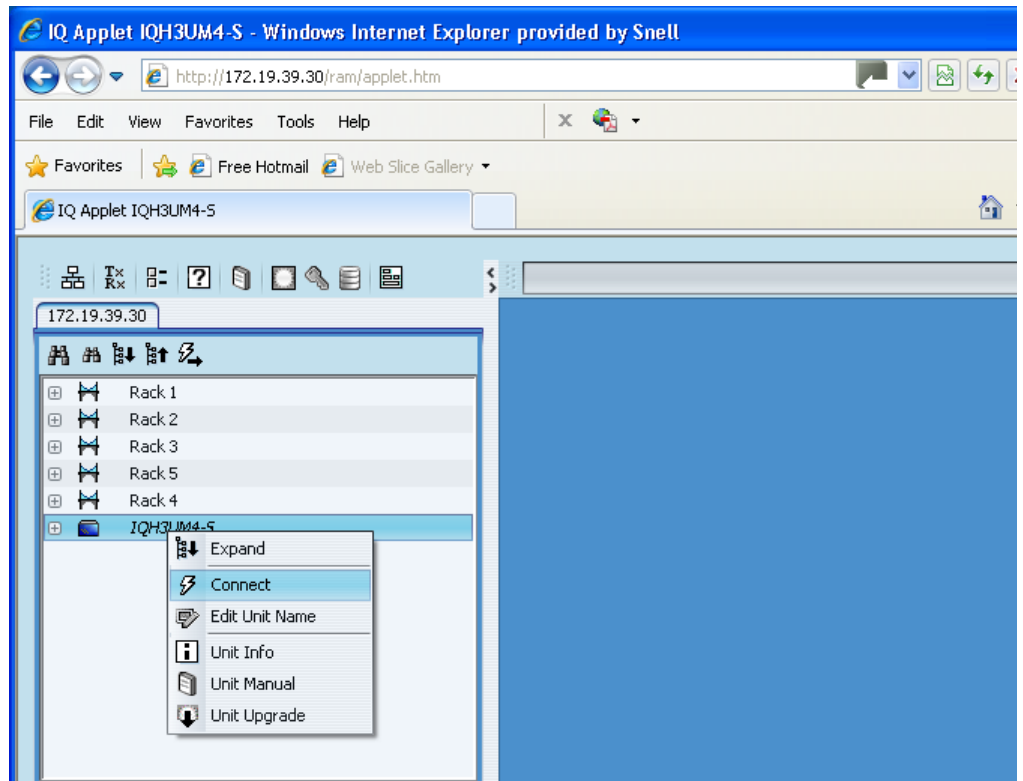 IQ Applet IQH3UM4-S - Windows Internet Explorer provided by Snell
http://172.19.39.30/ram/applet.htm
File Edit View Favorites Tools Help
Favorites Free Hotmail Web Slice Gallery
IQ Applet IQH3UM4-S
Tx
Rx
172.19.39.30
Rack 1
Rack 2
Rack 3
Rack 5
Rack 4
IQH3UM4-S
Expand
Connect
Edit Unit Name
Unit Info
Unit Manual
Unit Upgrade